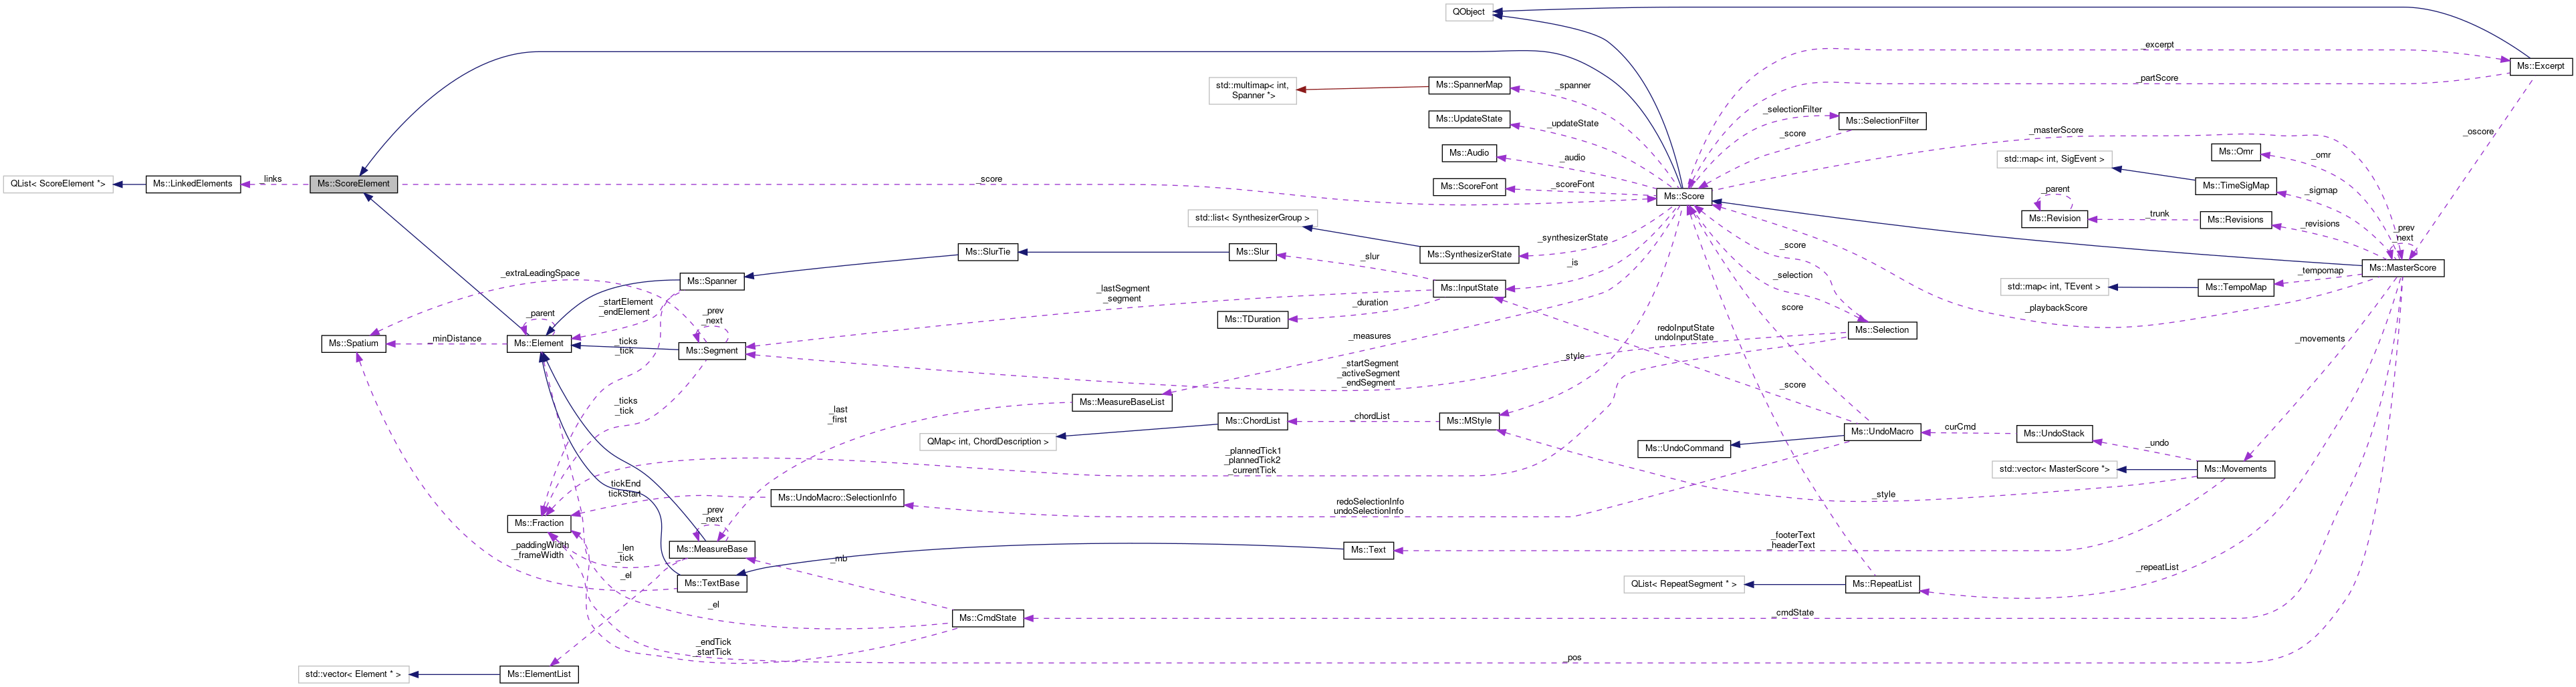 QObject
_excerpt
Ms::Excerpt
_partScore
std::multimap< int,
Spanner *>
Ms::SpannerMap
_spanner
_selectionFilter
Ms::SelectionFilter
Ms::UpdateState
_updateState
_score
_masterScore
_oscore
Ms::Audio
_audio
std::map< int, SigEvent >
Ms::Omr
_omr
QList< ScoreElement *>
Ms::LinkedElements
_links
Ms::ScoreElement
_score
Ms::ScoreFont
_scoreFont
Ms::Score
_parent
Ms::TimeSigMap
_sigmap
std::list< SynthesizerGroup >
Ms::Revision
_trunk
Ms::Revisions
_revisions
_prev
_next
Ms::SlurTie
Ms::Slur
_slur
Ms::SynthesizerState
_synthesizerState
_score
_is
_selection
Ms::MasterScore
_tempomap
_extraLeadingSpace
Ms::Spanner
_lastSegment
_segment
Ms::InputState
std::map< int, TEvent >
Ms::TempoMap
_startElement
_endElement
_duration
score
_playbackScore
_parent
_prev
_next
Ms::TDuration
redoInputState
undoInputState
Ms::Selection
Ms::Spatium
_minDistance
Ms::Element
_ticks
_tick
Ms::Segment
_measures
_movements
_startSegment
_activeSegment
_endSegment
_style
_score
_ticks
_tick
_last
_first
Ms::MeasureBaseList
QMap< int, ChordDescription >
Ms::ChordList
_chordList
Ms::MStyle
Ms::UndoMacro
curCmd
Ms::UndoStack
_undo
Ms::UndoCommand
_plannedTick1
_plannedTick2
_currentTick
std::vector< MasterScore *>
Ms::Movements
tickEnd
tickStart
Ms::UndoMacro::SelectionInfo
redoSelectionInfo
undoSelectionInfo
_style
Ms::Fraction
_prev
_next
_paddingWidth
_frameWidth
_len
_tick
Ms::MeasureBase
_mb
Ms::Text
_footerText
_headerText
_el
Ms::TextBase
QList< RepeatSegment * >
Ms::RepeatList
_repeatList
_el
Ms::CmdState
_cmdState
_endTick
_startTick
_pos
std::vector< Element * >
Ms::ElementList